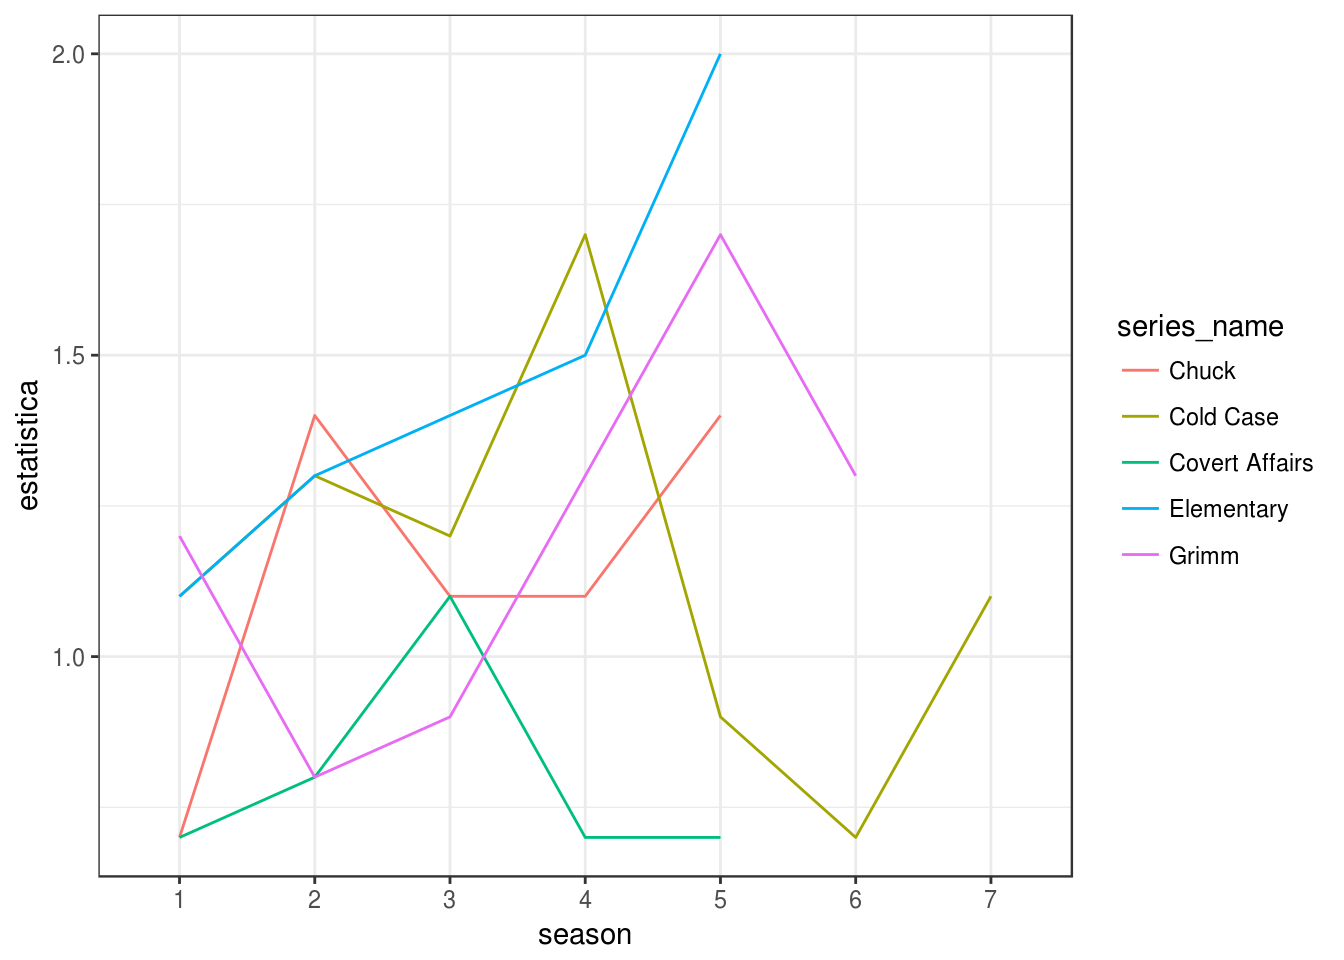 2.0
1.5
1.0
estatistica
1 2 3 4 5 6 7
season
series_name
Chuck
Cold Case
Covert Affairs
Elementary
Grimm